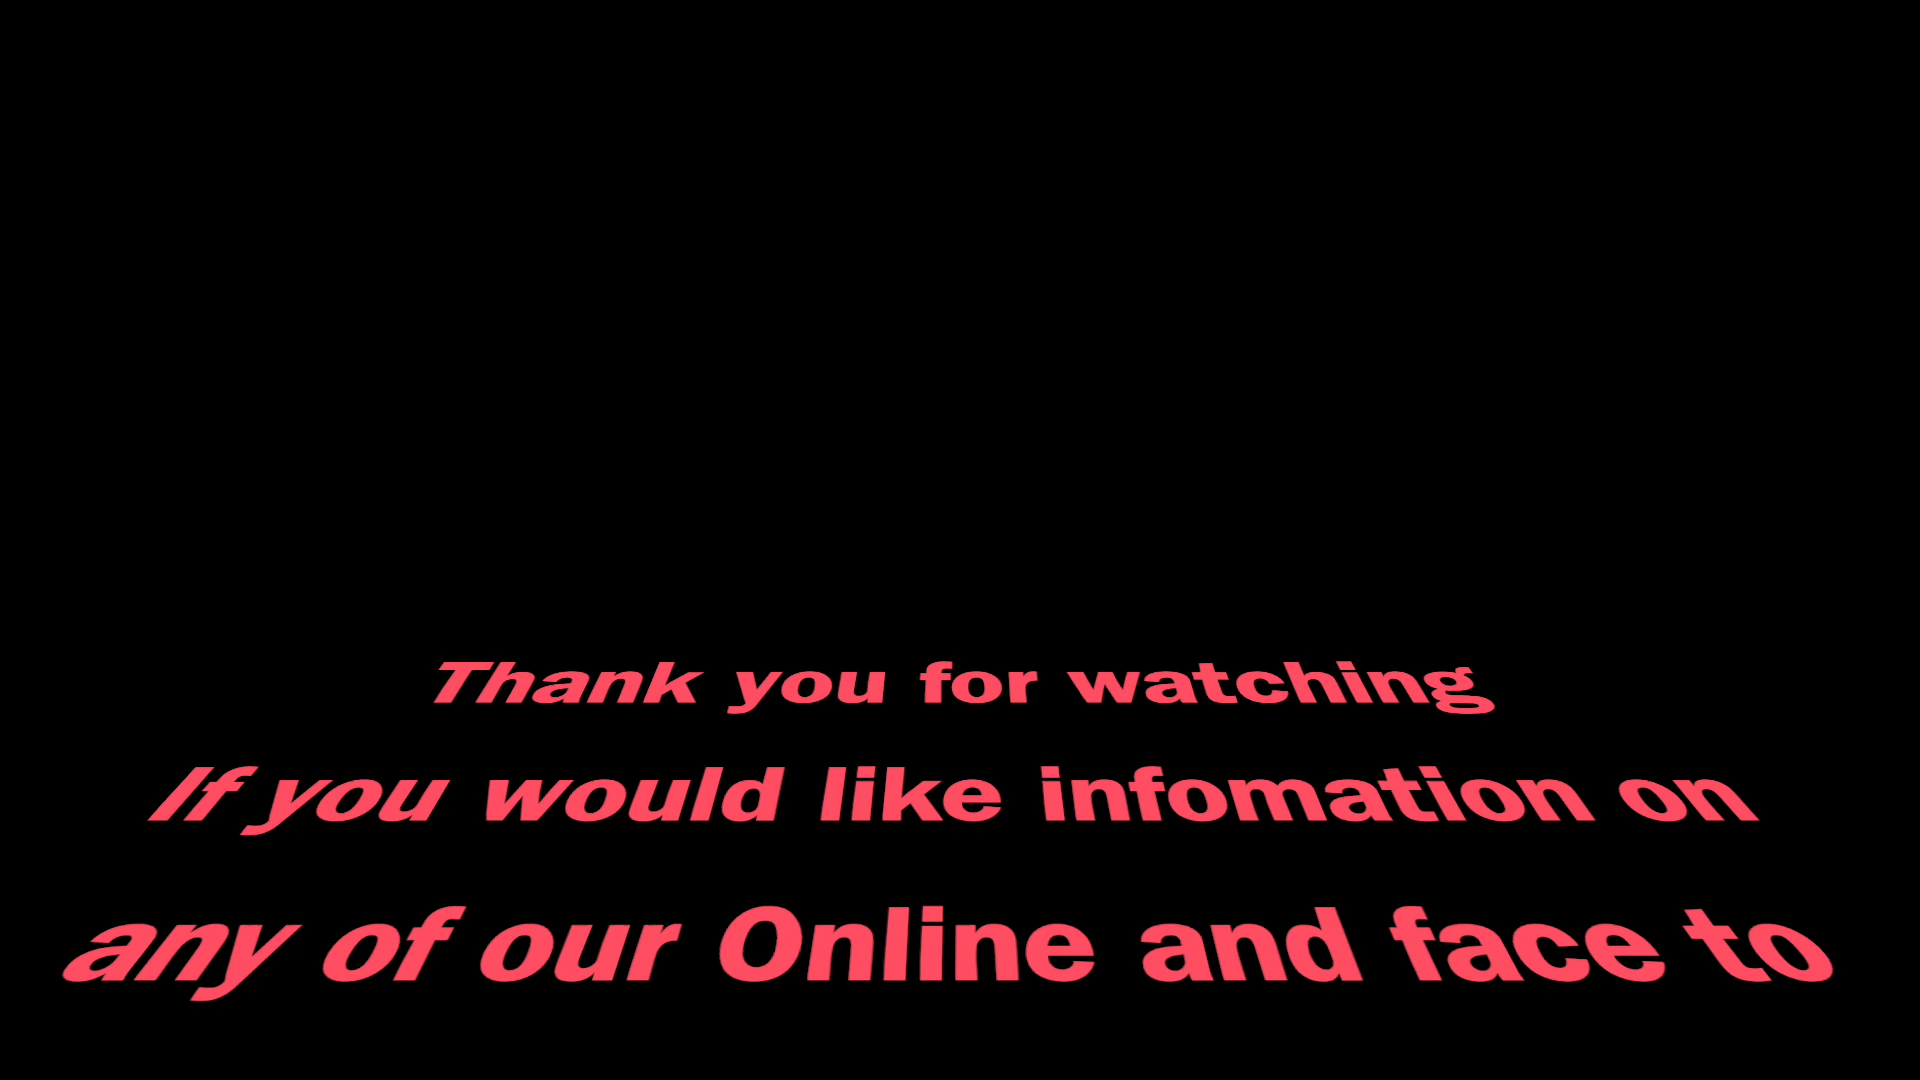 Thank you for watching
If you would like infomation on
any of our Online and face to